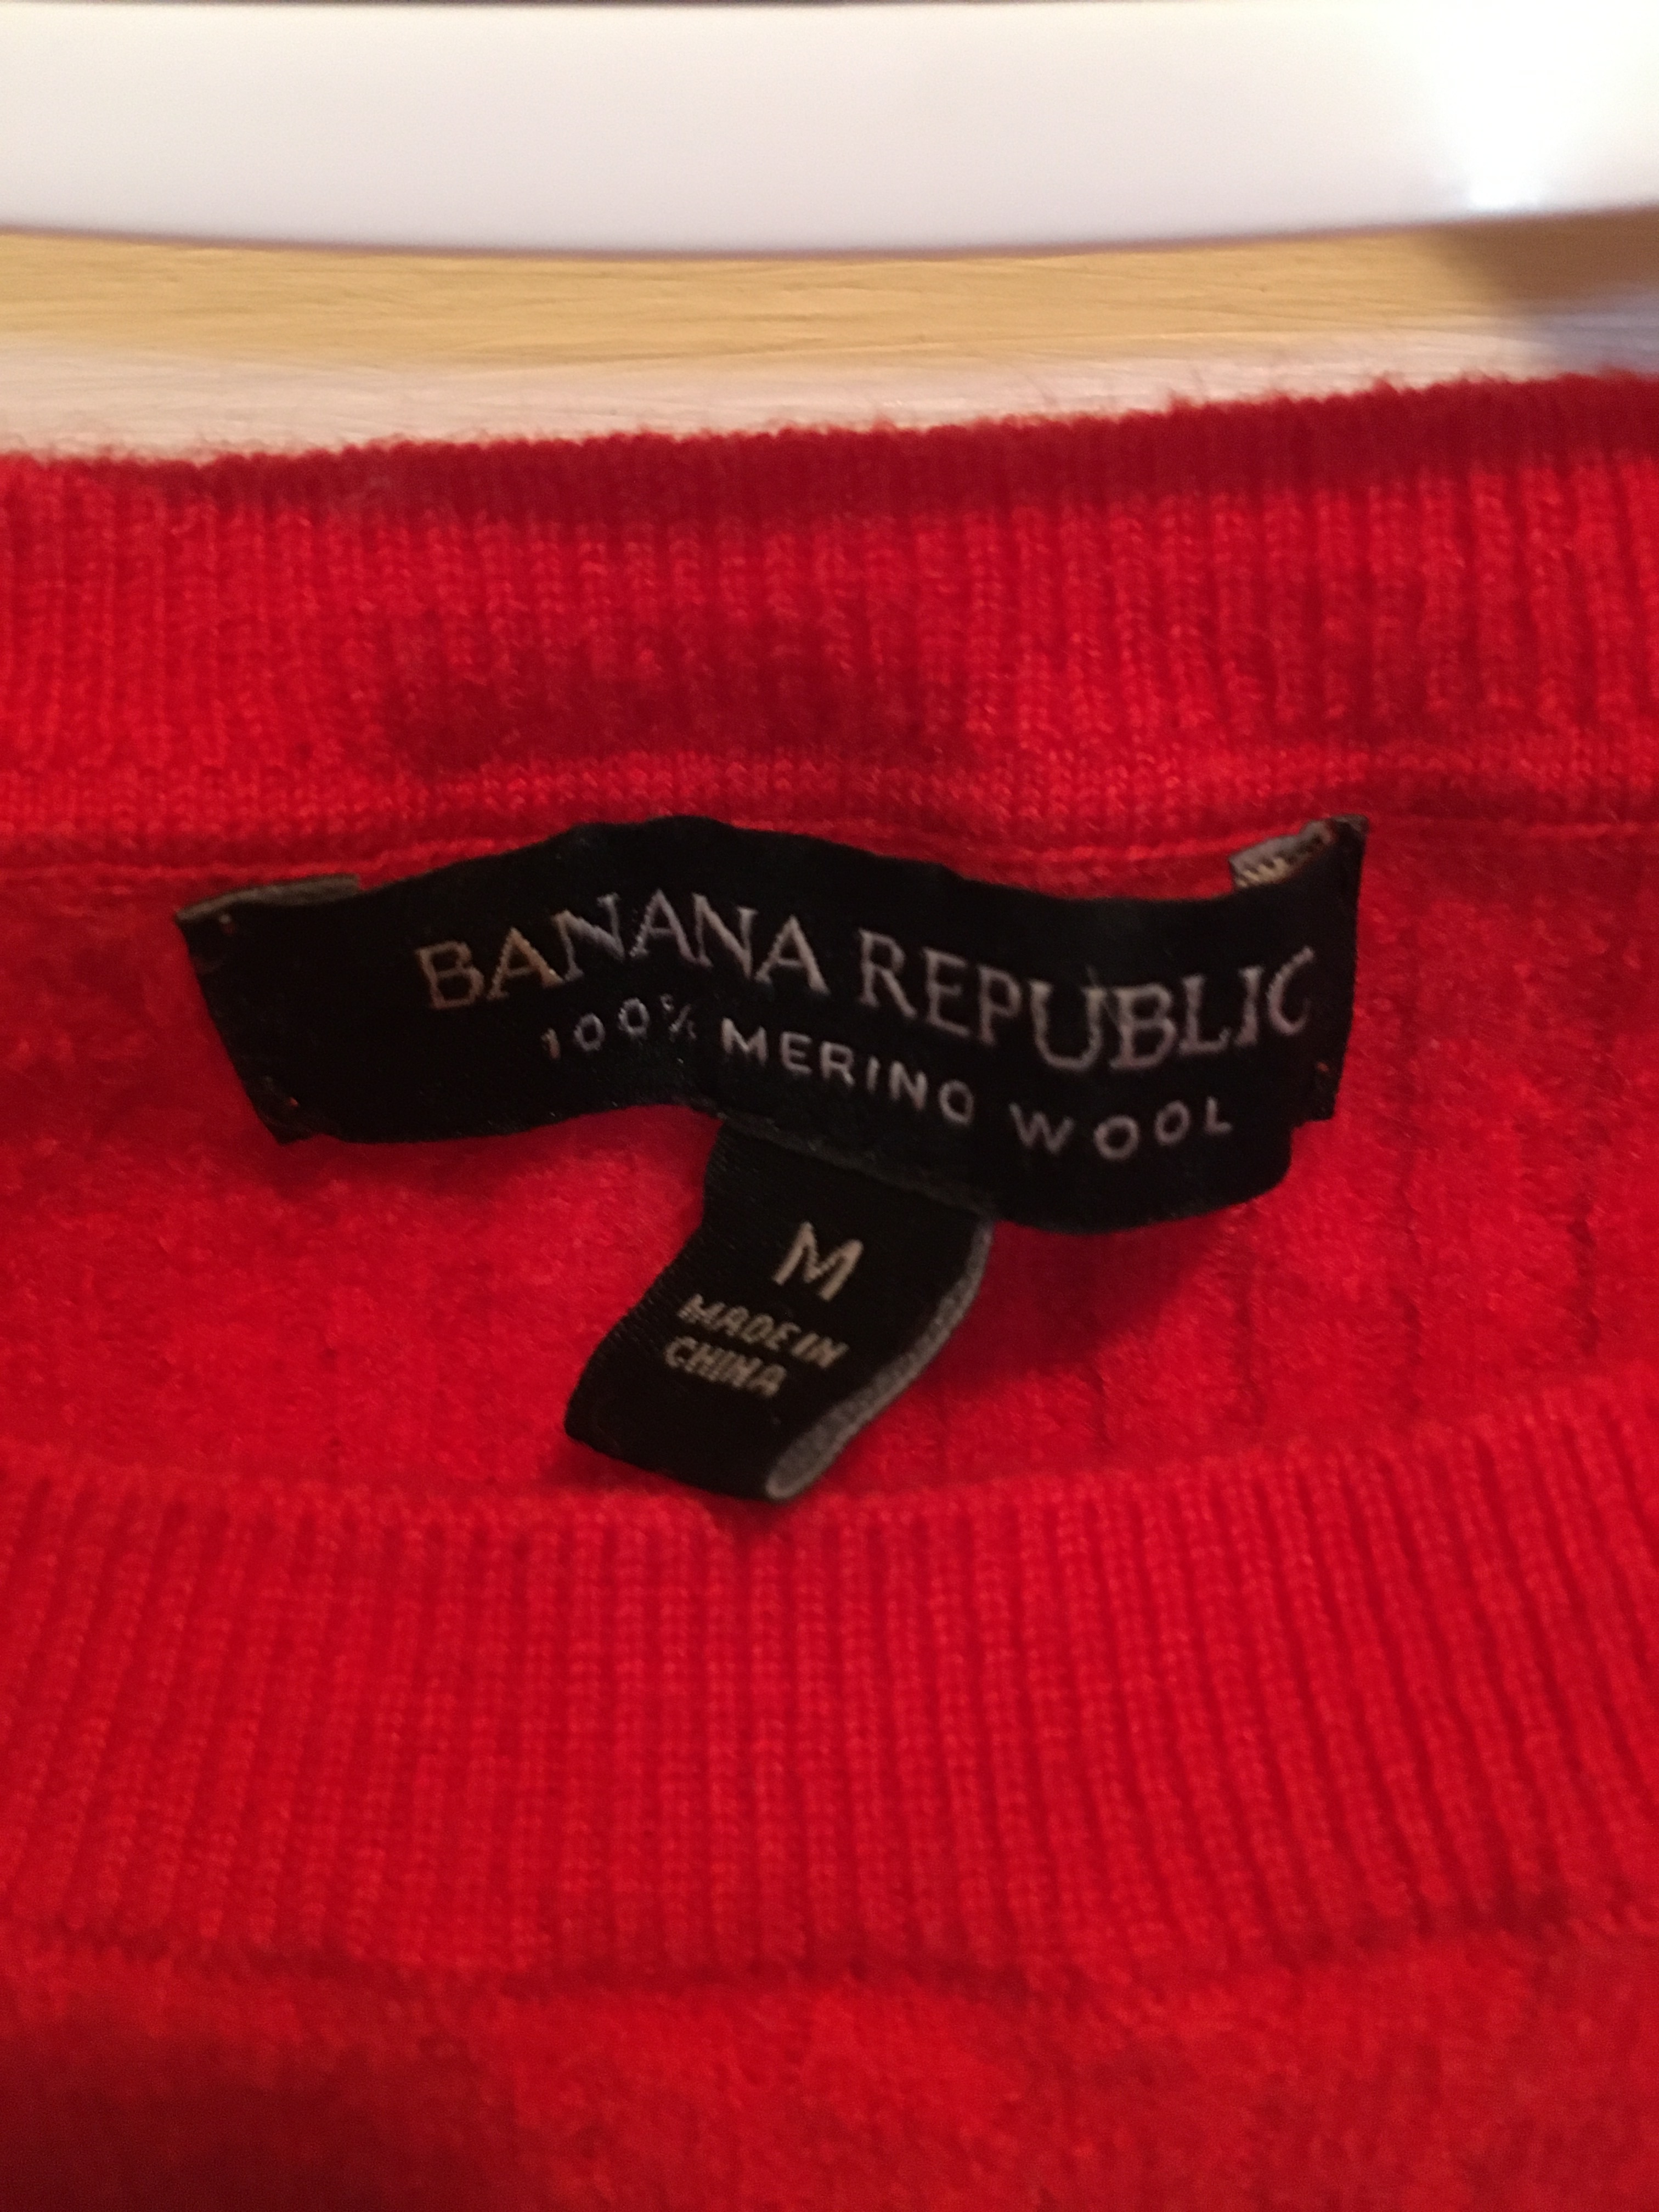 BANANA REPUBLIC
100% MERINO WOOL
M
MADE IN
CHINA